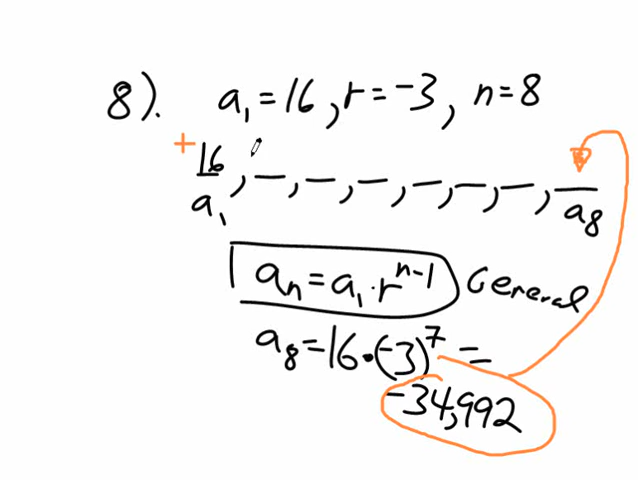 8). a₁ = 16, r = -3, n = 8
+ 16, _, _, _, _, _, _, _
a₁ a₈
aₙ = a₁ · rⁿ⁻¹ General
a₈ = 16 • (-3)⁷ =
-34,992